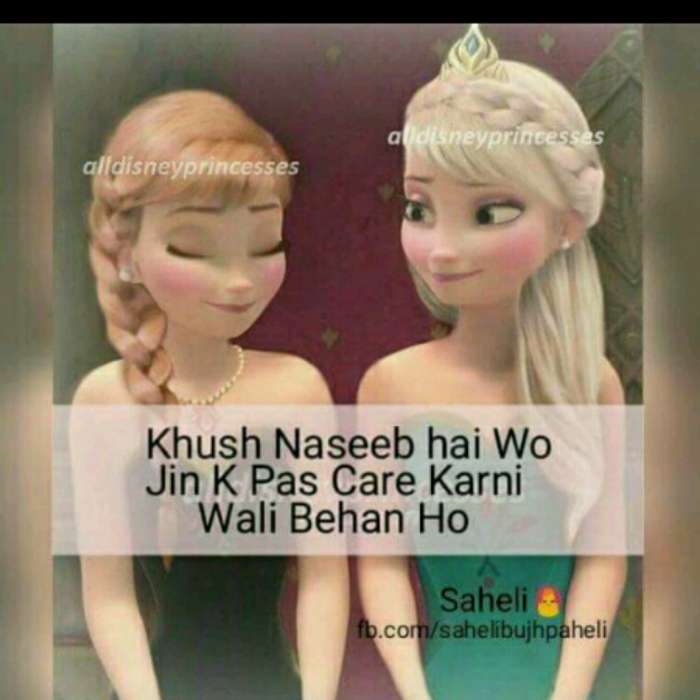 alldisneyprincesses
alldisneyprincesses
Khush Naseeb hai Wo
Jin K Pas Care Karni
Wali Behan Ho
Saheli
fb.com/sahelibujhpaheli